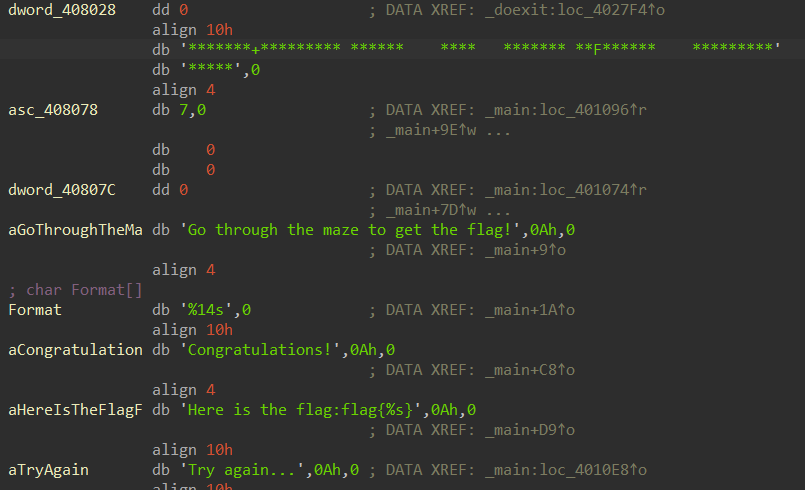 dword_408028 dd 0 ; DATA XREF: _doexit:loc_4027F4↑o
align 10h
db '*******+********* ******    ****   ******* **F******    *********'
db '*****',0
align 4
asc_408078 db 7,0 ; DATA XREF: _main:loc_401096↑r
; _main+9E↑w ...
db 0
db 0
dword_40807C dd 0 ; DATA XREF: _main:loc_401074↑r
; _main+7D↑w ...
aGoThroughTheMa db 'Go through the maze to get the flag!',0Ah,0
; DATA XREF: _main+9↑o
align 4
; char Format[]
Format db '%14s',0 ; DATA XREF: _main+1A↑o
align 10h
aCongratulation db 'Congratulations!',0Ah,0
; DATA XREF: _main+C8↑o
align 4
aHereIsTheFlagF db 'Here is the flag:flag{%s}',0Ah,0
; DATA XREF: _main+D9↑o
align 10h
aTryAgain db 'Try again...',0Ah,0 ; DATA XREF: _main:loc_4010E8↑o
align 10h